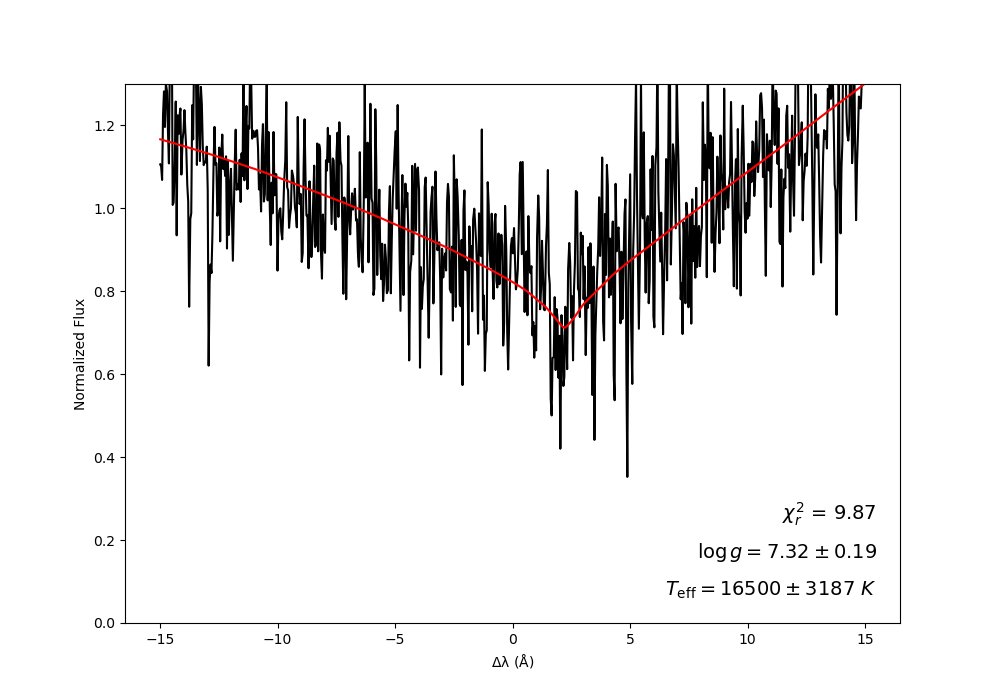 1.2
1.0
0.8
0.6
0.4
0.2
0.0
Normalized Flux
χ²ᵣ = 9.87
log g = 7.32 ± 0.19
T_eff = 16500 ± 3187 K
−15 −10 −5 0 5 10 15
Δλ (Å)